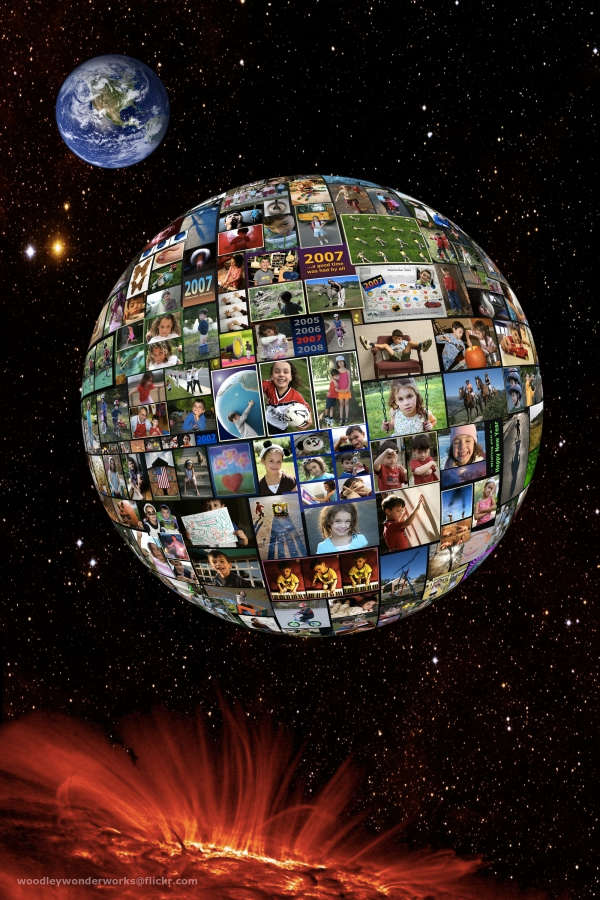 2007
...a good time
was had by all
2007
2007
2005
2006
2007
2008
2007
Happy New Year
woodleywonderworks@flickr.com